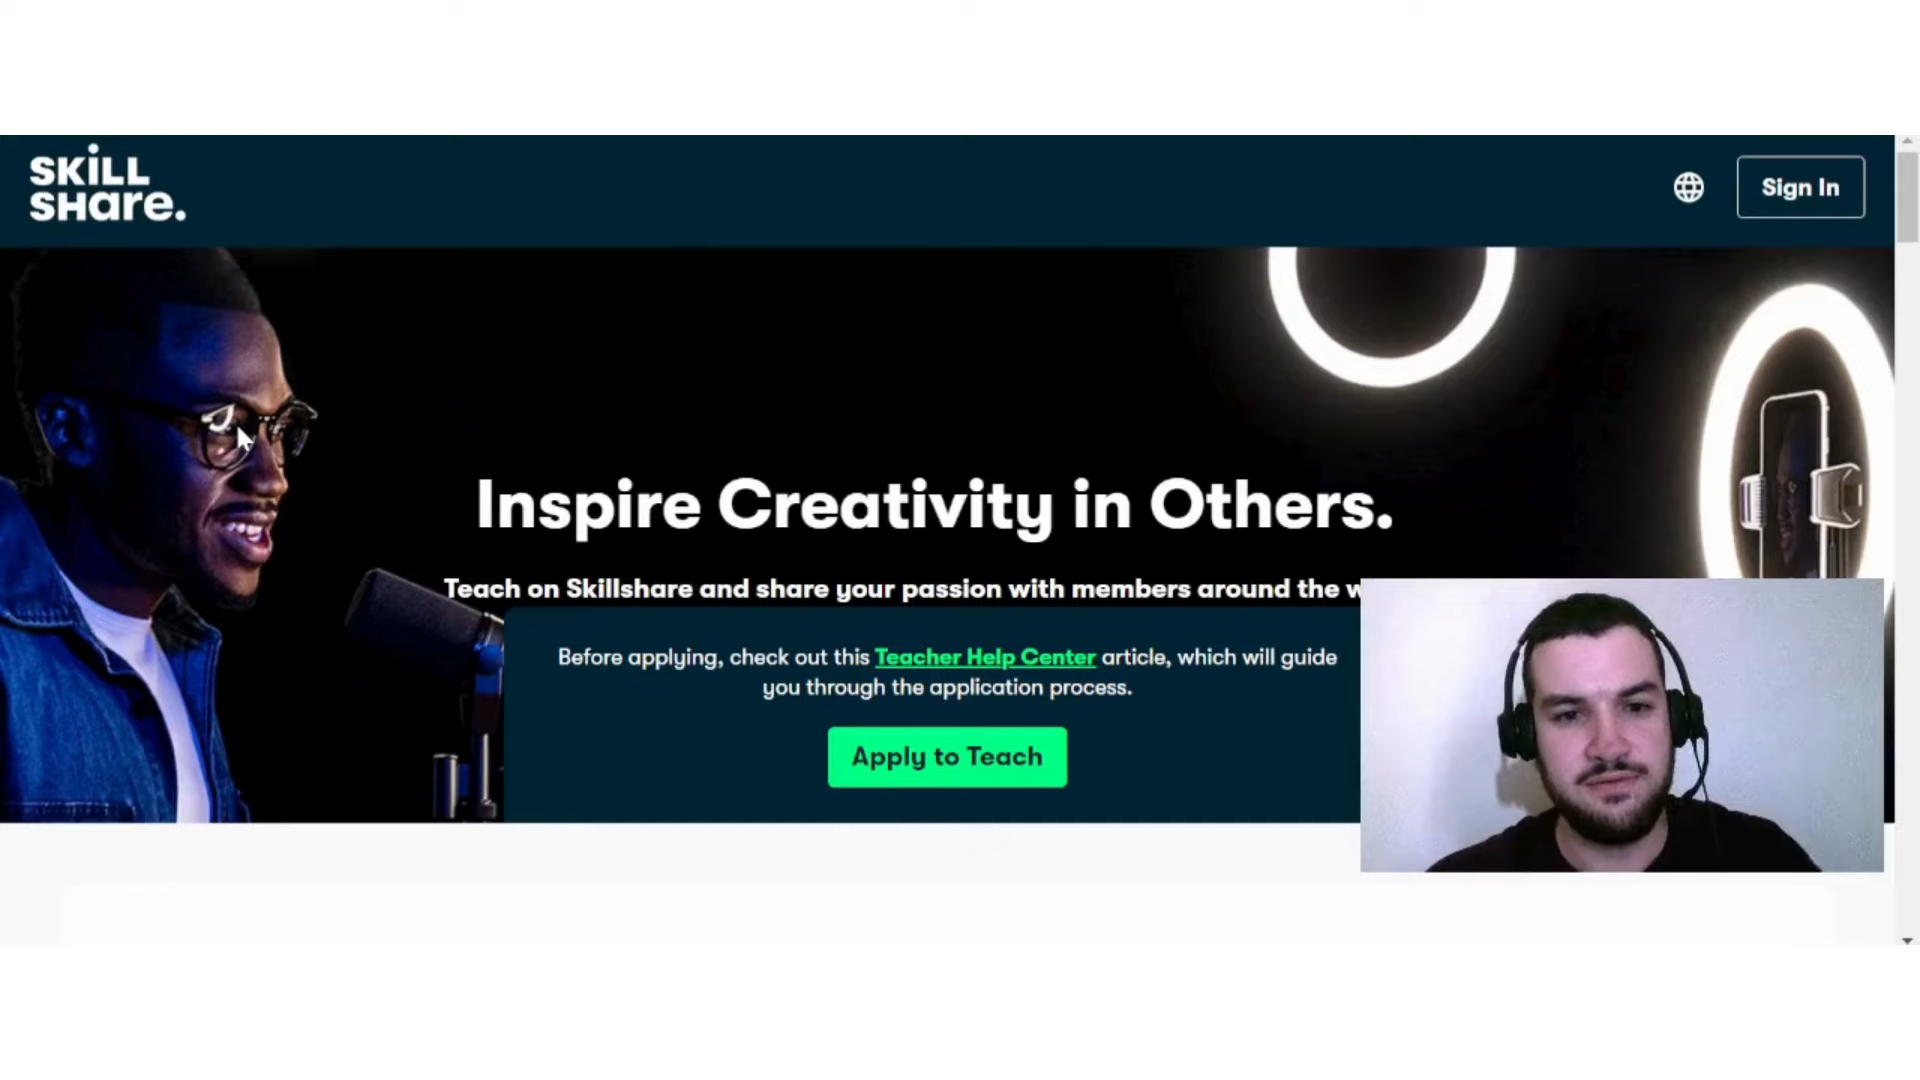 SKiLL
SHare.
Sign In
Inspire Creativity in Others.
Teach on Skillshare and share your passion with members around the
Before applying, check out this Teacher Help Center article, which will guide
you through the application process.
Apply to Teach